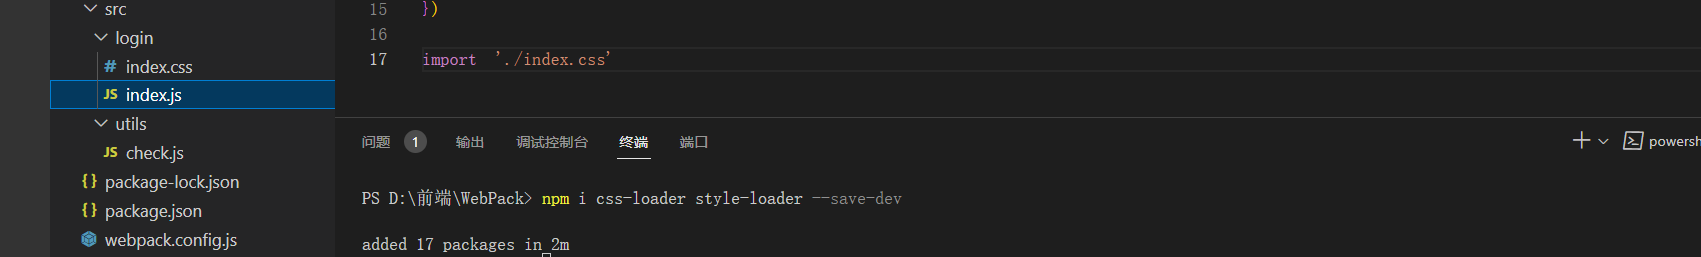 src
login
index.css
index.js
utils
check.js
package-lock.json
package.json
webpack.config.js
15 })
16
17 import './index.css'
问题 1 输出 调试控制台 终端 端口
powersh
PS D:\前端\WebPack> npm i css-loader style-loader --save-dev
added 17 packages in 2m